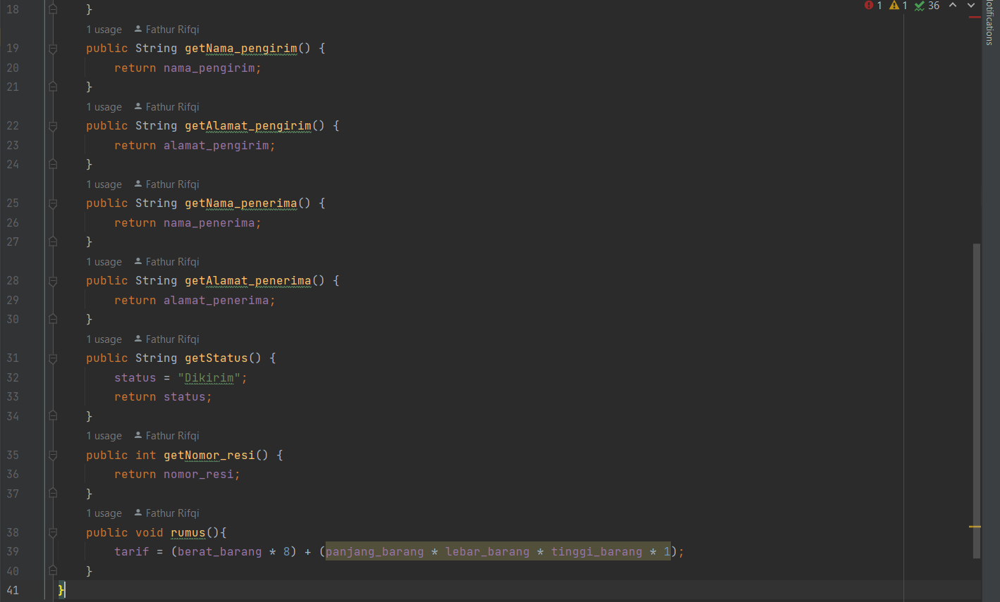 18 }
1 1 36
Notifications
1 usage Fathur Rifqi
19 public String getNama_pengirim() {
20 return nama_pengirim;
21 }
1 usage Fathur Rifqi
22 public String getAlamat_pengirim() {
23 return alamat_pengirim;
24 }
1 usage Fathur Rifqi
25 public String getNama_penerima() {
26 return nama_penerima;
27 }
1 usage Fathur Rifqi
28 public String getAlamat_penerima() {
29 return alamat_penerima;
30 }
1 usage Fathur Rifqi
31 public String getStatus() {
32 status = "Dikirim";
33 return status;
34 }
1 usage Fathur Rifqi
35 public int getNomor_resi() {
36 return nomor_resi;
37 }
1 usage Fathur Rifqi
38 public void rumus(){
39 tarif = (berat_barang * 8) + (panjang_barang * lebar_barang * tinggi_barang * 1);
40 }
41 }